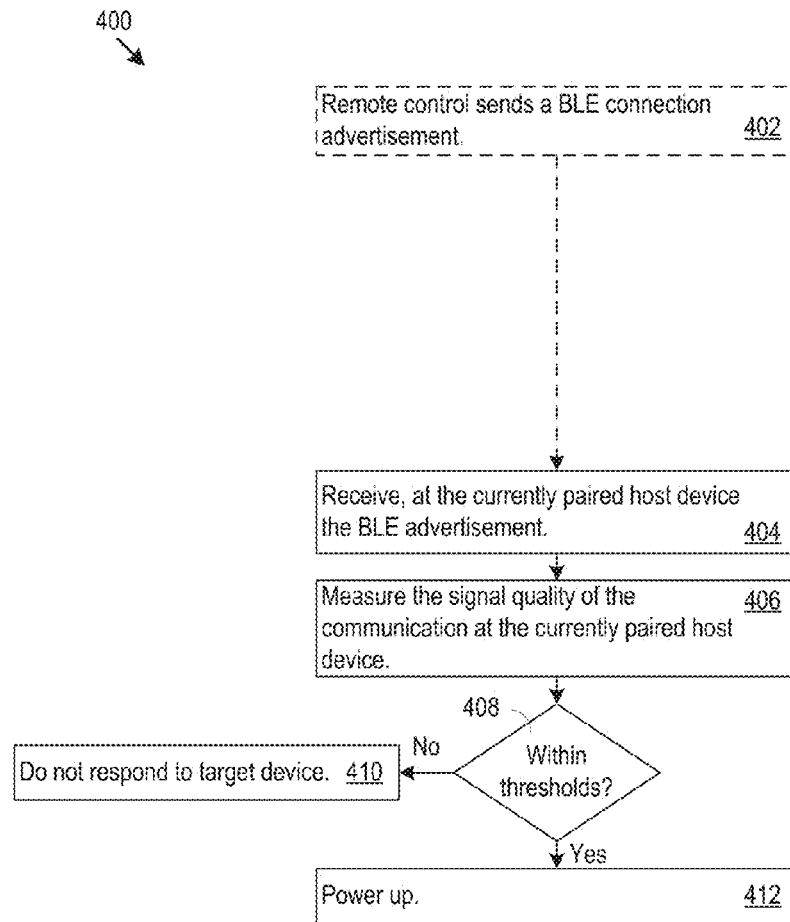 400
Remote control sends a BLE connection
advertisement. 402
Receive, at the currently paired host device
the BLE advertisement. 404
Measure the signal quality of the 406
communication at the currently paired host
device.
408
Within
thresholds?
No
Do not respond to target device. 410
Yes
Power up. 412